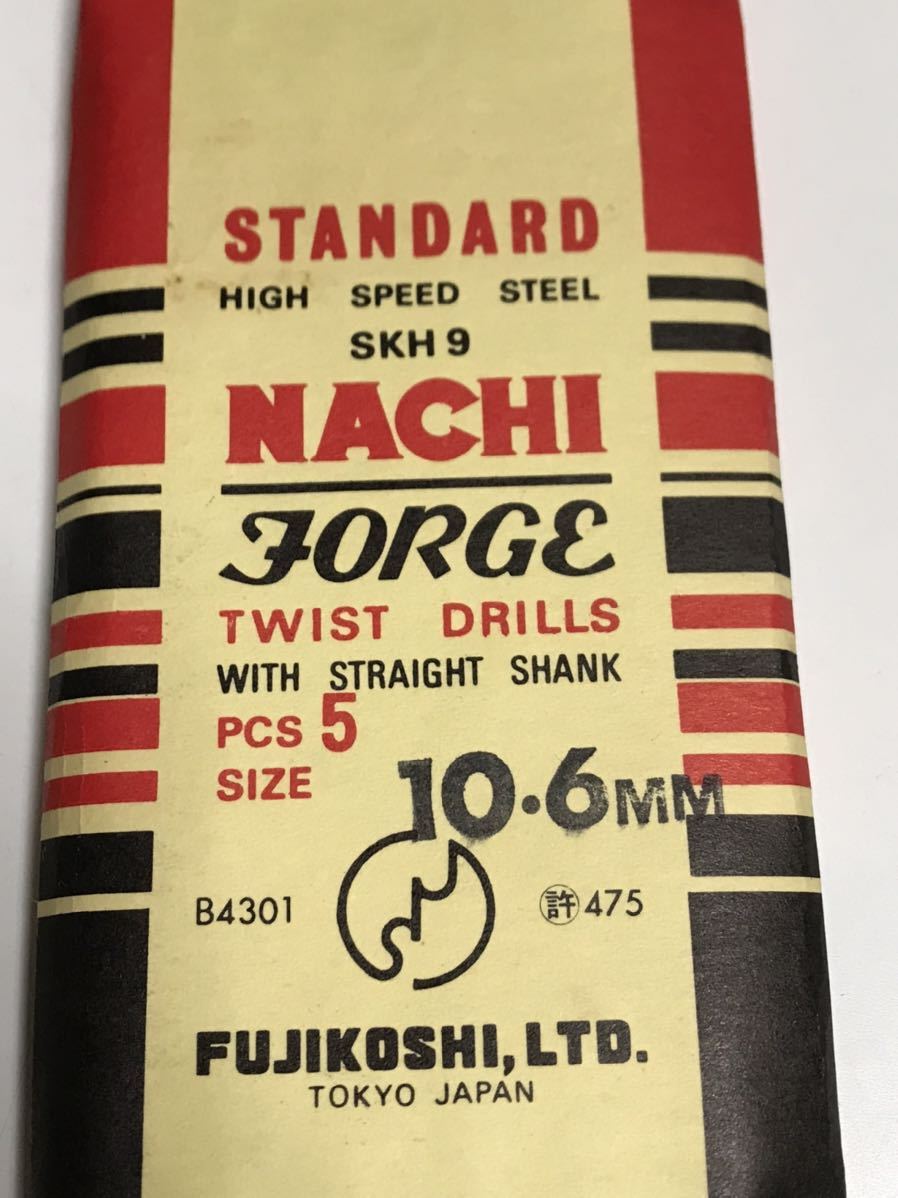 STANDARD
HIGH SPEED STEEL
SKH 9
NACHI
FORGE
TWIST DRILLS
WITH STRAIGHT SHANK
PCS 5
SIZE 10.6MM
B4301 ㊕475
FUJIKOSHI, LTD.
TOKYO JAPAN